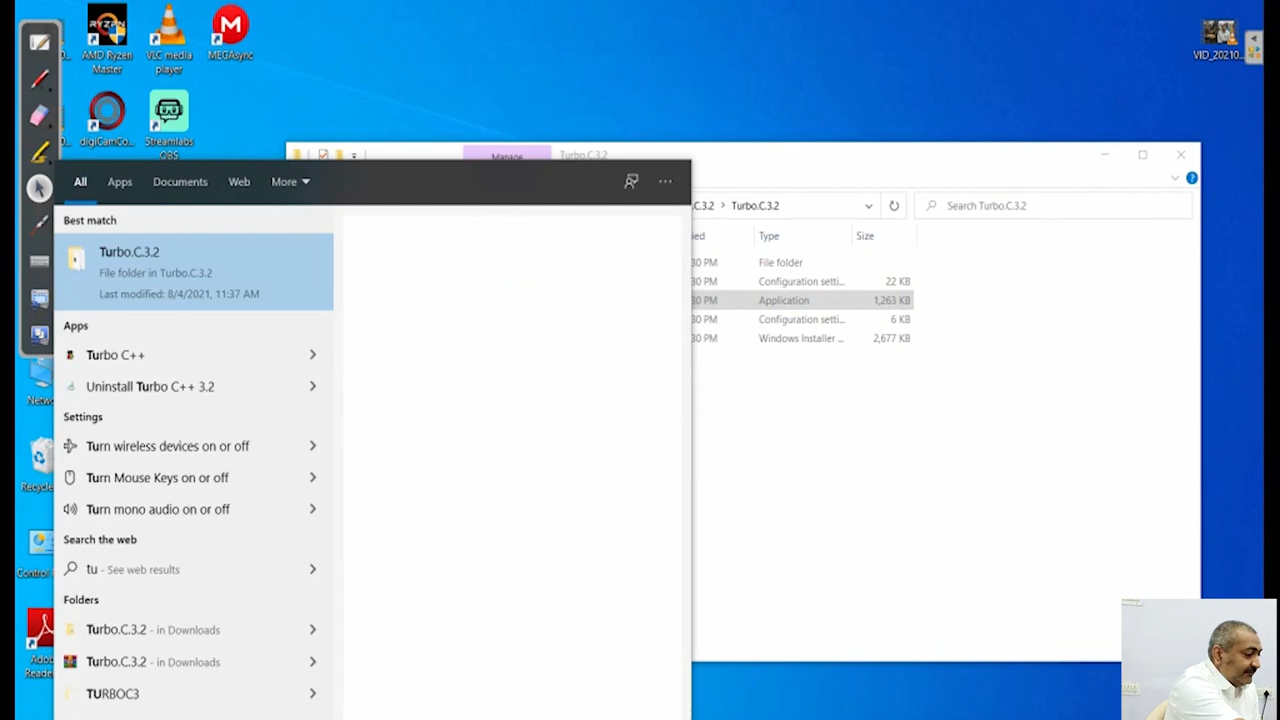 AMD Ryzen Master
VLC media player
MEGAsync
VID_20210...
digiCamCo...
Streamlabs OBS
Manage
Turbo.C.3.2
All
Apps
Documents
Web
More
.C.3.2 > Turbo.C.3.2
Search Turbo.C.3.2
Best match
Turbo.C.3.2
File folder in Turbo.C.3.2
Last modified: 8/4/2021, 11:37 AM
Type
Size
30 PM
File folder
30 PM
Configuration setti...
22 KB
30 PM
Application
1,263 KB
30 PM
Configuration setti...
6 KB
30 PM
Windows Installer ...
2,677 KB
Apps
Turbo C++
Uninstall Turbo C++ 3.2
Settings
Turn wireless devices on or off
Turn Mouse Keys on or off
Turn mono audio on or off
Search the web
tu - See web results
Folders
Turbo.C.3.2 - in Downloads
Turbo.C.3.2 - in Downloads
TURBOC3
Netw
Recycle
Control
Adob
Reade